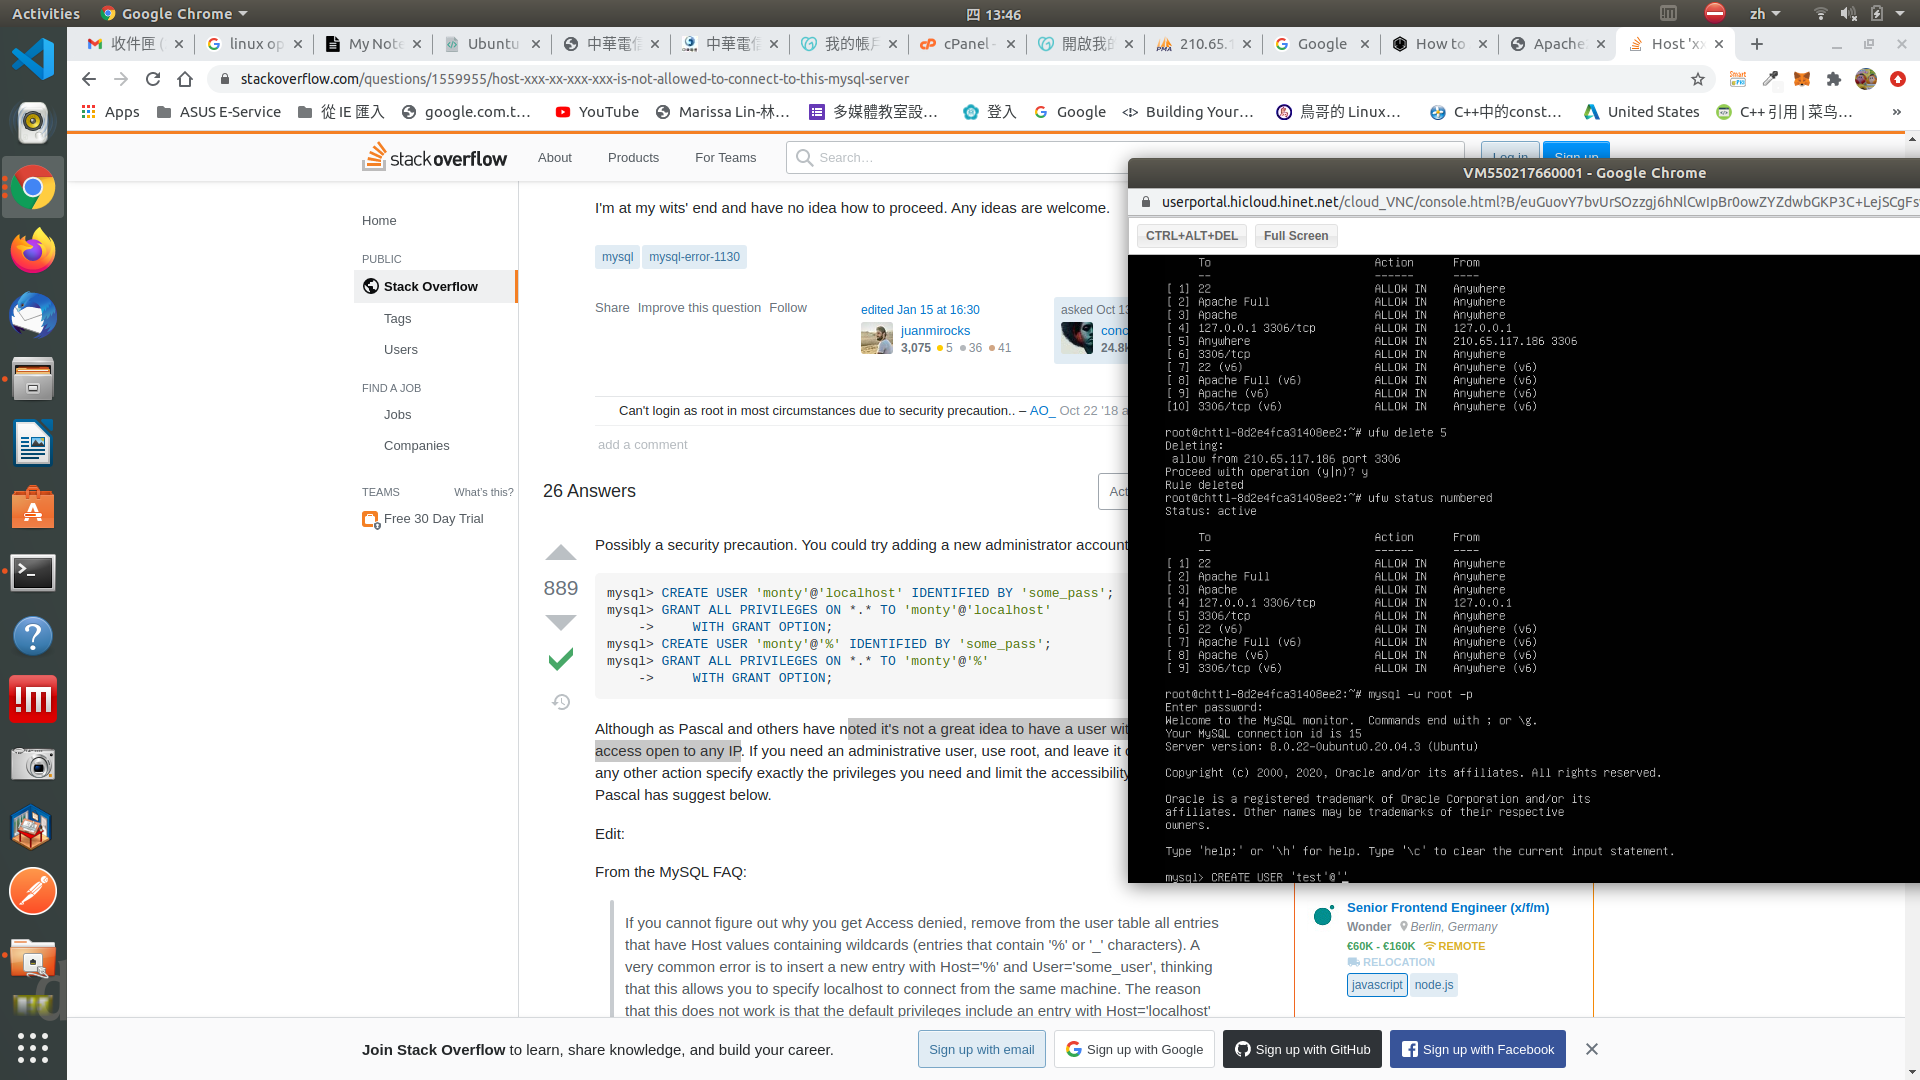 Activities
Google Chrome
四 13:46
zh
收件匣 (
linux op
My Note
Ubuntu
中華電信
中華電信
我的帳戶
cPanel -
開啟我的
210.65.
Google
How to
Apache
Host 'xx
stackoverflow.com/questions/1559955/host-xxx-xx-xxx-xxx-is-not-allowed-to-connect-to-this-mysql-server
Apps
ASUS E-Service
從 IE 匯入
google.com.t...
YouTube
Marissa Lin-林...
多媒體教室設...
登入
Google
Building Your...
鳥哥的 Linux...
C++中的const...
United States
C++ 引用 | 菜鸟...
»
stack overflow
About
Products
For Teams
Search...
Log in
Sign up
Home
PUBLIC
Stack Overflow
Tags
Users
FIND A JOB
Jobs
Companies
TEAMS
What's this?
Free 30 Day Trial
I'm at my wits' end and have no idea how to proceed. Any ideas are welcome.
mysql
mysql-error-1130
Share Improve this question Follow
edited Jan 15 at 16:30
juanmirocks
3,075 5 36 41
asked Oct 13
conc
24.8k
Can't login as root in most circumstances due to security precaution.. – AO_ Oct 22 '18 a
add a comment
26 Answers
Act
889
Possibly a security precaution. You could try adding a new administrator account
mysql> CREATE USER 'monty'@'localhost' IDENTIFIED BY 'some_pass';
mysql> GRANT ALL PRIVILEGES ON *.* TO 'monty'@'localhost'
    ->     WITH GRANT OPTION;
mysql> CREATE USER 'monty'@'%' IDENTIFIED BY 'some_pass';
mysql> GRANT ALL PRIVILEGES ON *.* TO 'monty'@'%'
    ->     WITH GRANT OPTION;
Although as Pascal and others have noted it's not a great idea to have a user wit
access open to any IP. If you need an administrative user, use root, and leave it o
any other action specify exactly the privileges you need and limit the accessibility
Pascal has suggest below.
Edit:
From the MySQL FAQ:
If you cannot figure out why you get Access denied, remove from the user table all entries
that have Host values containing wildcards (entries that contain '%' or '_' characters). A
very common error is to insert a new entry with Host='%' and User='some_user', thinking
that this allows you to specify localhost to connect from the same machine. The reason
that this does not work is that the default privileges include an entry with Host='localhost'
VM550217660001 - Google Chrome
userportal.hicloud.hinet.net/cloud_VNC/console.html?B/euGuovY7bvUrSOzzgj6hNlCwIpBr0owZYZdwbGKP3C+LejSCgFs
CTRL+ALT+DEL
Full Screen
To Action From
-- ------ ----
[ 1] 22 ALLOW IN Anywhere
[ 2] Apache Full ALLOW IN Anywhere
[ 3] Apache ALLOW IN Anywhere
[ 4] 127.0.0.1 3306/tcp ALLOW IN 127.0.0.1
[ 5] Anywhere ALLOW IN 210.65.117.186 3306
[ 6] 3306/tcp ALLOW IN Anywhere
[ 7] 22 (v6) ALLOW IN Anywhere (v6)
[ 8] Apache Full (v6) ALLOW IN Anywhere (v6)
[ 9] Apache (v6) ALLOW IN Anywhere (v6)
[10] 3306/tcp (v6) ALLOW IN Anywhere (v6)
root@chttl-8d2e4fca31408ee2:~# ufw delete 5
Deleting:
 allow from 210.65.117.186 port 3306
Proceed with operation (y|n)? y
Rule deleted
root@chttl-8d2e4fca31408ee2:~# ufw status numbered
Status: active
To Action From
-- ------ ----
[ 1] 22 ALLOW IN Anywhere
[ 2] Apache Full ALLOW IN Anywhere
[ 3] Apache ALLOW IN Anywhere
[ 4] 127.0.0.1 3306/tcp ALLOW IN 127.0.0.1
[ 5] 3306/tcp ALLOW IN Anywhere
[ 6] 22 (v6) ALLOW IN Anywhere (v6)
[ 7] Apache Full (v6) ALLOW IN Anywhere (v6)
[ 8] Apache (v6) ALLOW IN Anywhere (v6)
[ 9] 3306/tcp (v6) ALLOW IN Anywhere (v6)
root@chttl-8d2e4fca31408ee2:~# mysql -u root -p
Enter password:
Welcome to the MySQL monitor.  Commands end with ; or \g.
Your MySQL connection id is 15
Server version: 8.0.22-0ubuntu0.20.04.3 (Ubuntu)
Copyright (c) 2000, 2020, Oracle and/or its affiliates. All rights reserved.
Oracle is a registered trademark of Oracle Corporation and/or its
affiliates. Other names may be trademarks of their respective
owners.
Type 'help;' or '\h' for help. Type '\c' to clear the current input statement.
mysql> CREATE USER 'test'@''_
Senior Frontend Engineer (x/f/m)
Wonder Berlin, Germany
€60K - €160K REMOTE
RELOCATION
javascript
node.js
Join Stack Overflow to learn, share knowledge, and build your career.
Sign up with email
Sign up with Google
Sign up with GitHub
Sign up with Facebook